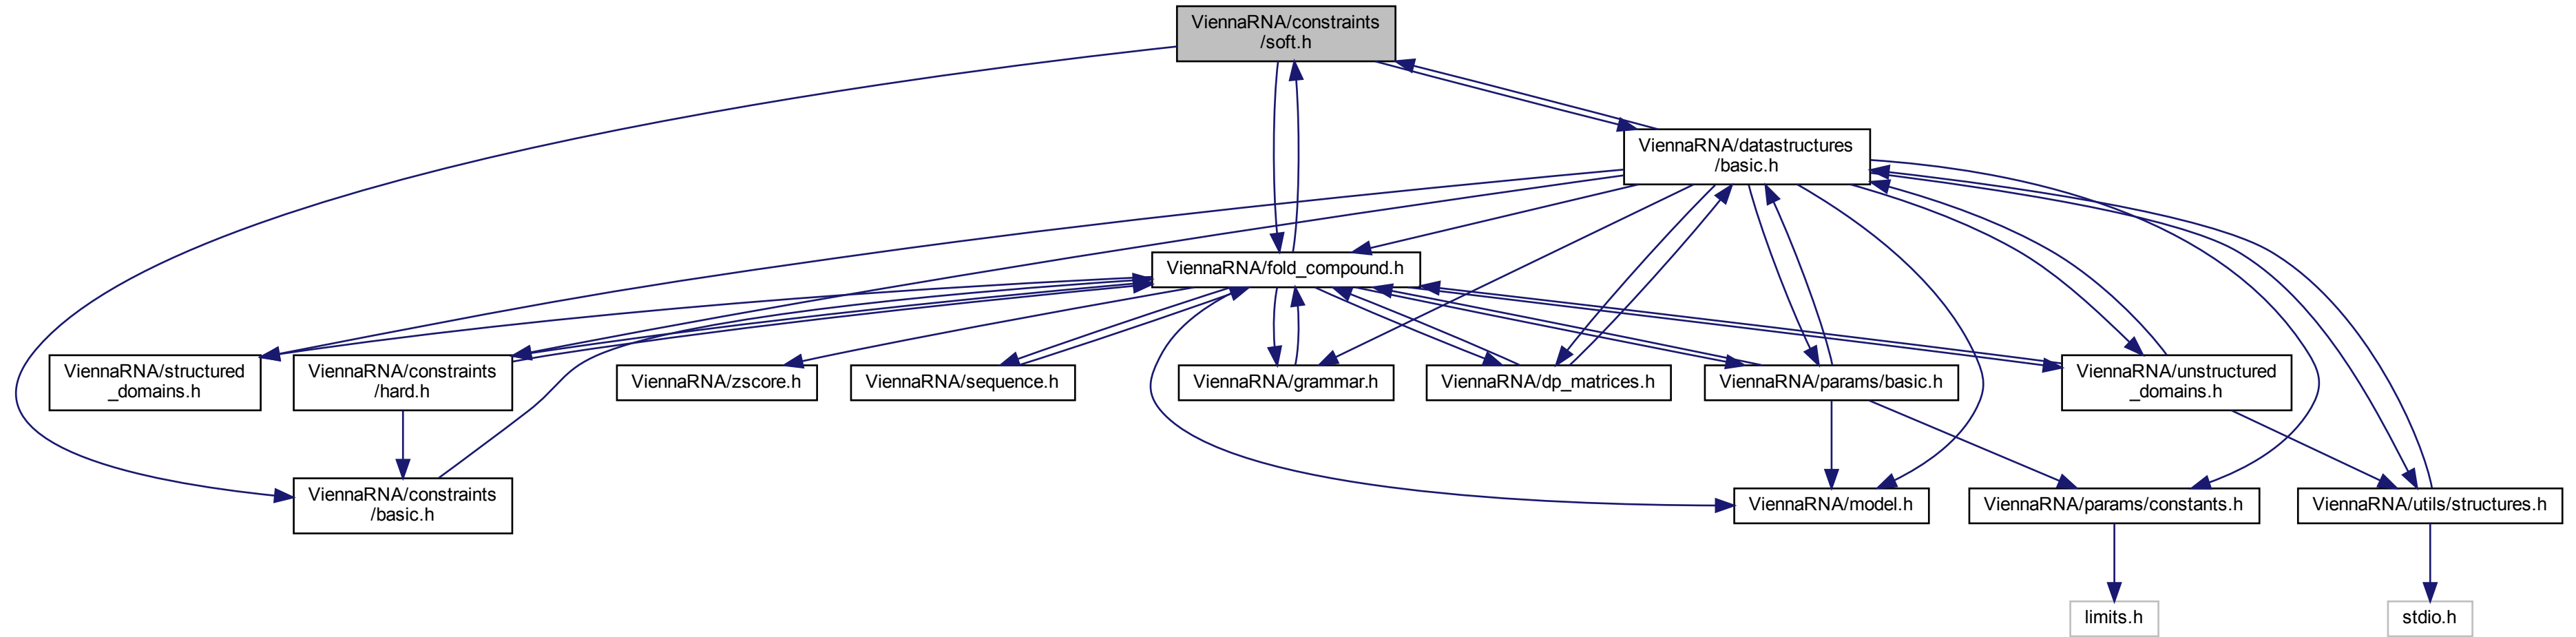 ViennaRNA/constraints
/soft.h
ViennaRNA/datastructures
/basic.h
ViennaRNA/fold_compound.h
ViennaRNA/structured
_domains.h
ViennaRNA/constraints
/hard.h
ViennaRNA/zscore.h
ViennaRNA/sequence.h
ViennaRNA/grammar.h
ViennaRNA/dp_matrices.h
ViennaRNA/params/basic.h
ViennaRNA/unstructured
_domains.h
ViennaRNA/constraints
/basic.h
ViennaRNA/model.h
ViennaRNA/params/constants.h
ViennaRNA/utils/structures.h
limits.h
stdio.h